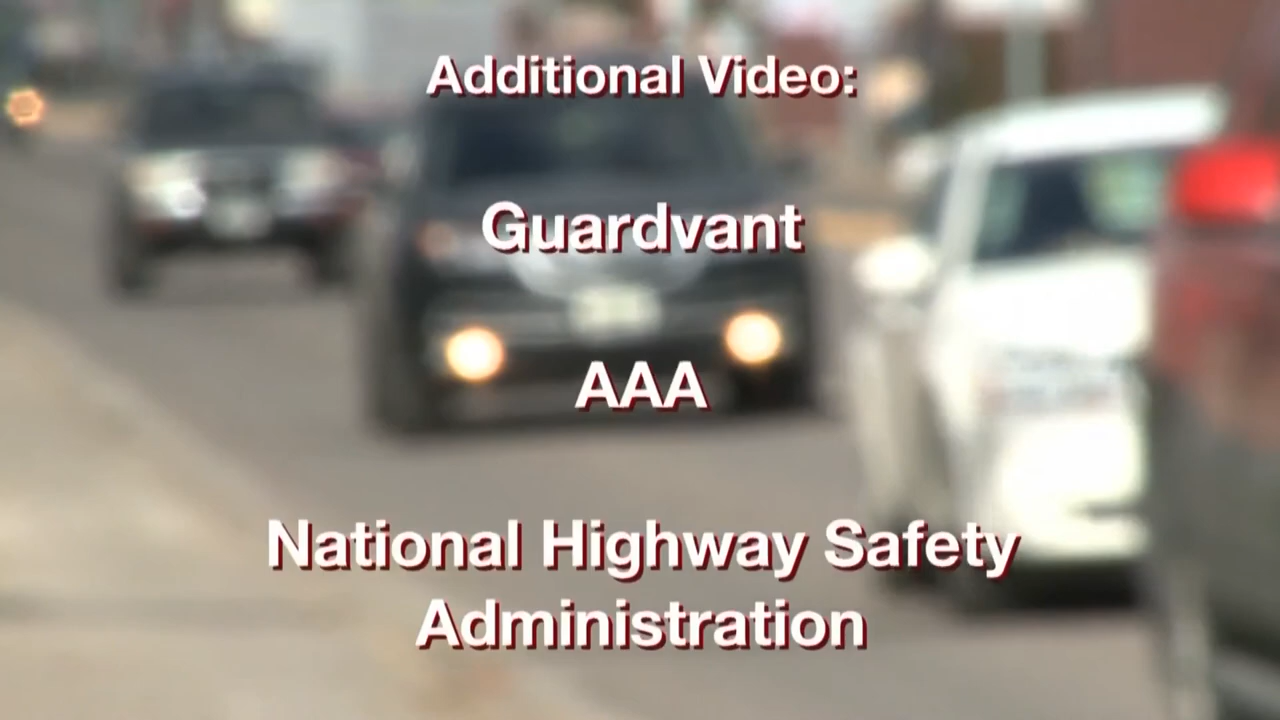 Additional Video:
Guardvant
AAA
National Highway Safety
Administration